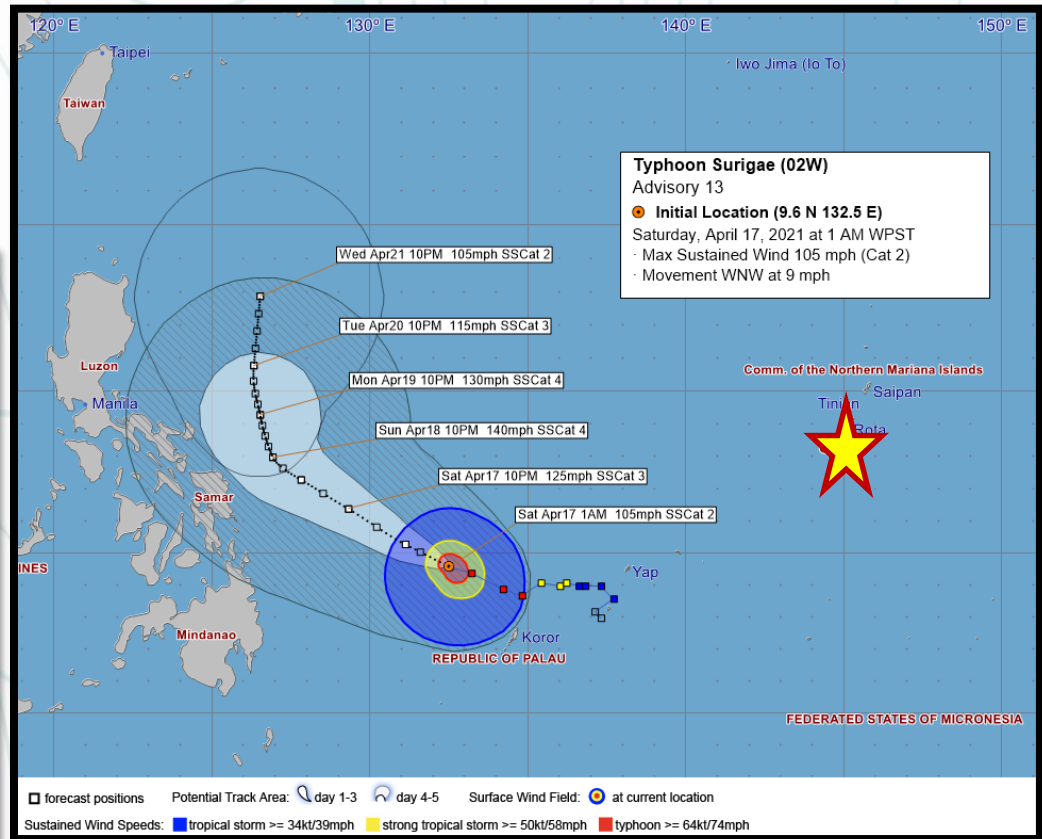 120º E
130º E
140º E
150º E
Taipei
Iwo Jima (Io To)
Taiwan
Typhoon Surigae (02W)
Advisory 13
Initial Location (9.6 N 132.5 E)
Saturday, April 17, 2021 at 1 AM WPST
· Max Sustained Wind 105 mph (Cat 2)
· Movement WNW at 9 mph
Wed Apr21 10PM 105mph SSCat 2
Tue Apr20 10PM 115mph SSCat 3
Luzon
Comm. of the Northern Mariana Islands
Mon Apr19 10PM 130mph SSCat 4
Saipan
Manila
Tinian
Sun Apr18 10PM 140mph SSCat 4
Rota
Sat Apr17 10PM 125mph SSCat 3
Samar
Sat Apr17 1AM 105mph SSCat 2
INES
Yap
Mindanao
Koror
REPUBLIC OF PALAU
FEDERATED STATES OF MICRONESIA
forecast positions Potential Track Area: day 1-3 day 4-5 Surface Wind Field: at current location
Sustained Wind Speeds: tropical storm >= 34kt/39mph strong tropical storm >= 50kt/58mph typhoon >= 64kt/74mph